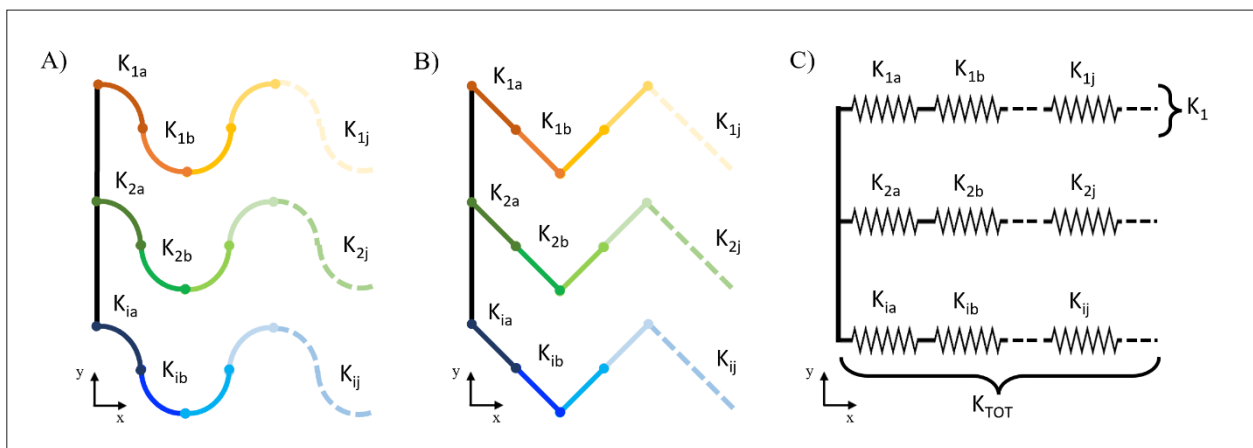 A)
K1a
K1b
K1j
K2a
K2b
K2j
Kia
Kib
Kij
y
x
B)
K1a
K1b
K1j
K2a
K2b
K2j
Kia
Kib
Kij
y
x
C)
K1a
K1b
K1j
K1
K2a
K2b
K2j
Kia
Kib
Kij
y
x
KTOT